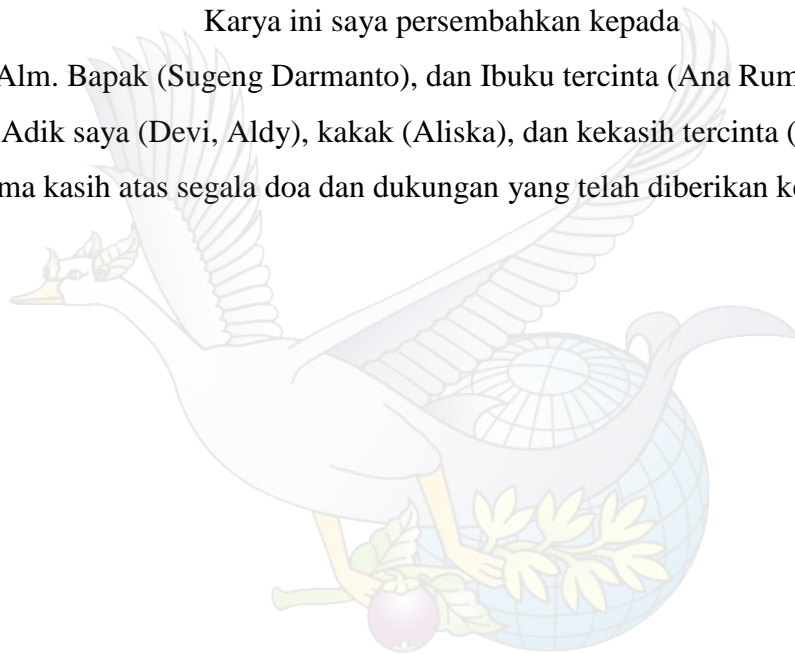 Karya ini saya persembahkan kepada
Alm. Bapak (Sugeng Darmanto), dan Ibuku tercinta (Ana
Adik saya (Devi, Aldy), kakak (Aliska), dan kekasih tercinta (
kasih atas segala doa dan dukungan yang telah diberikan